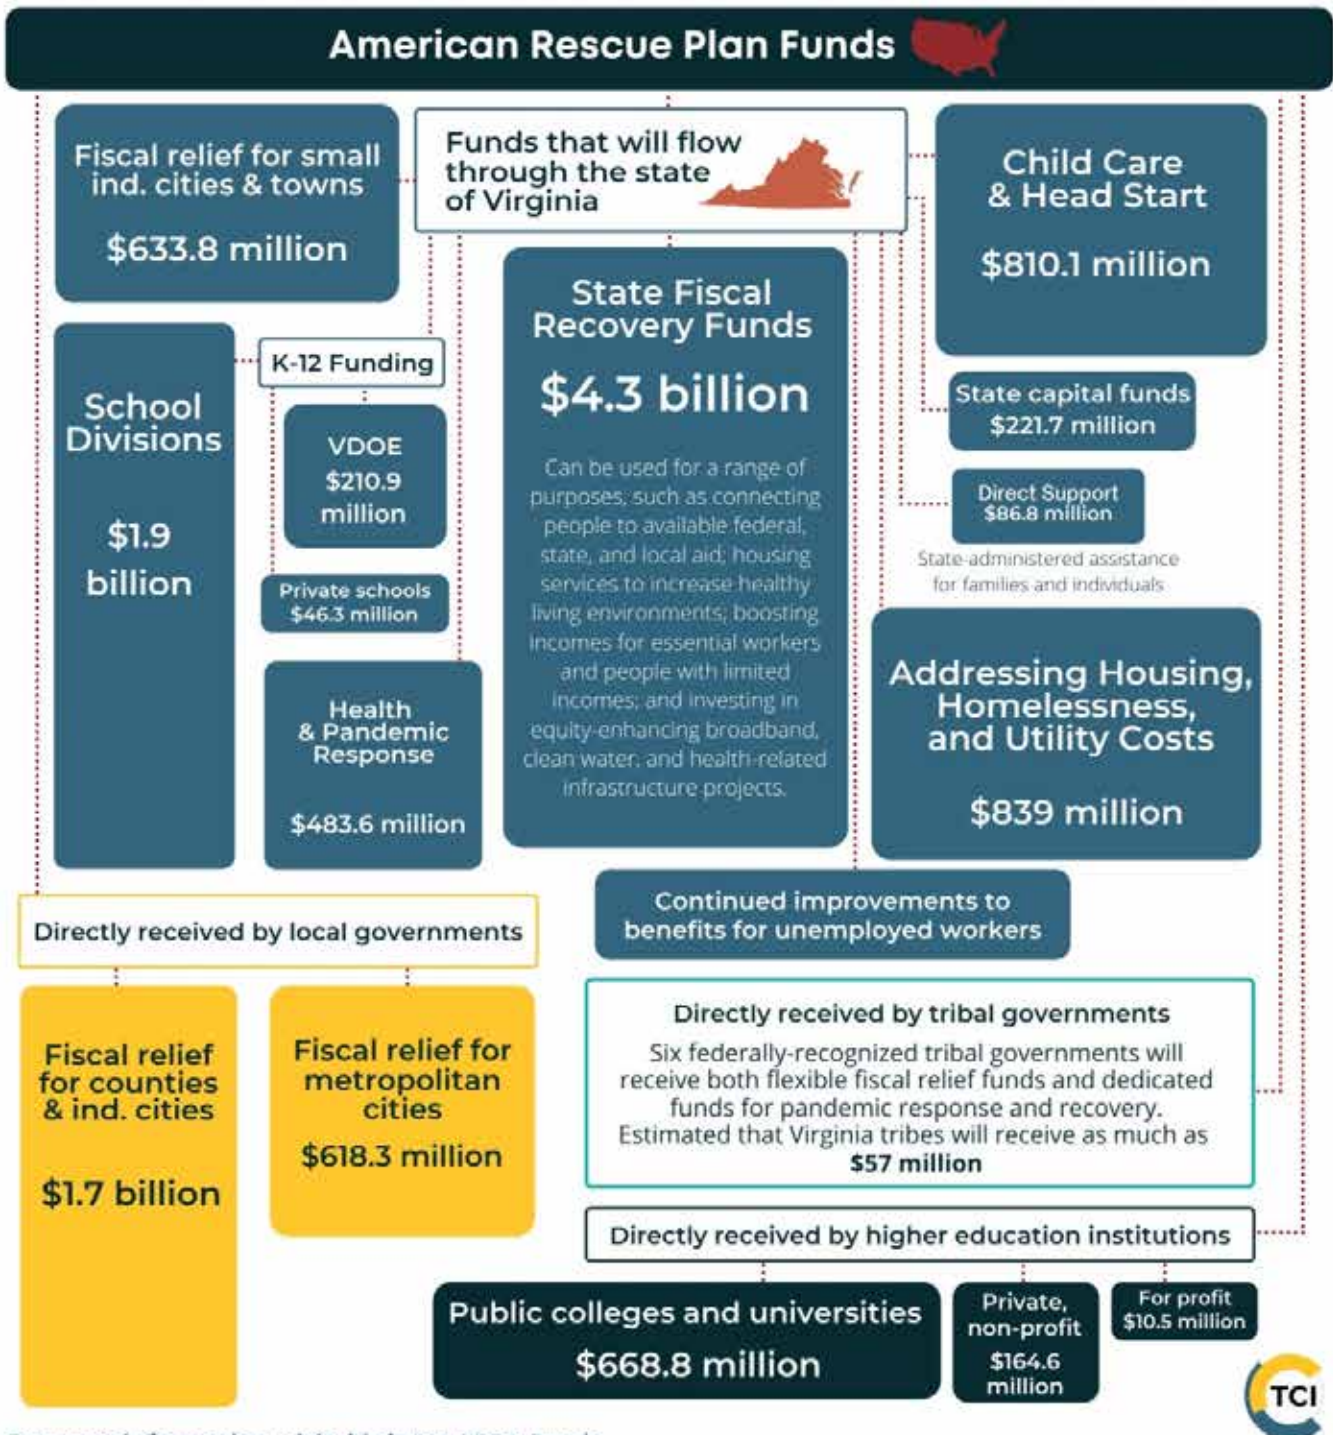 American Rescue Plan Funds
Fiscal relief for small
ind. cities & towns
$633.8 million
Funds that will flow
through the state
of Virginia
Child Care
& Head Start
$810.1 million
School
Divisions
$1.9
billion
K-12 Funding
VDOE
$210.9
million
Private schools
$46.3 million
Health
& Pandemic
Response
$483.6 million
State Fiscal
Recovery Funds
$4.3 billion
Can be used for a range of
purposes, such as connecting
people to available federal,
state, and local aid; housing
services to increase healthy
living environments; boosting
incomes for essential workers
and people with limited
incomes; and investing in
equity-enhancing broadband,
clean water, and health-related
infrastructure projects.
State capital funds
$221.7 million
Direct Support
$86.8 million
State-administered assistance
for families and individuals
Addressing Housing,
Homelessness,
and Utility Costs
$839 million
Continued improvements to
benefits for unemployed workers
Directly received by local governments
Fiscal relief
for counties
& ind. cities
$1.7 billion
Fiscal relief for
metropolitan
cities
$618.3 million
Directly received by tribal governments
Six federally-recognized tribal governments will
receive both flexible fiscal relief funds and dedicated
funds for pandemic response and recovery.
Estimated that Virginia tribes will receive as much as
$57 million
Directly received by higher education institutions
Public colleges and universities
$668.8 million
Private,
non-profit
$164.6
million
For profit
$10.5 million
TCI